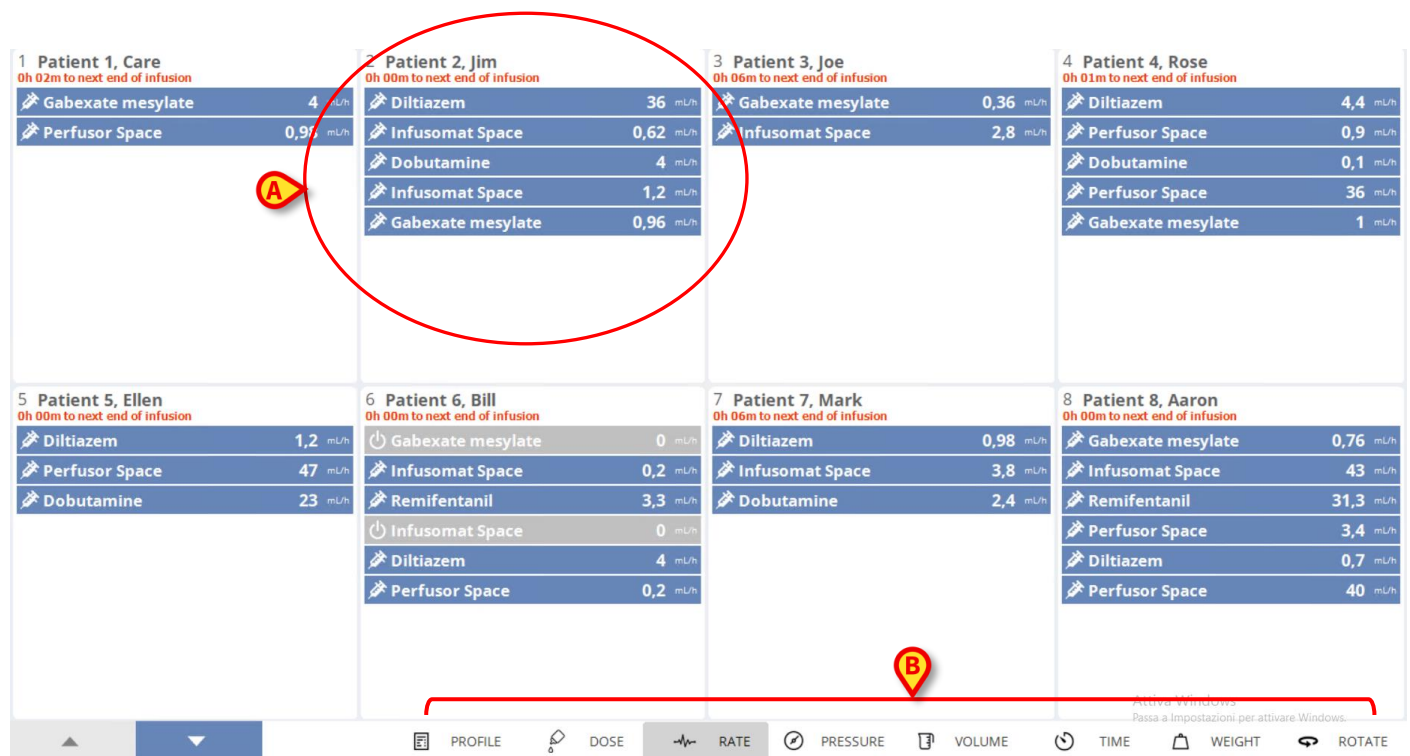 1 Patient 1, Care
0h 02m to next end of infusion
Gabexate mesylate 4 mL/h
Perfusor Space 0,98 mL/h
A
2 Patient 2, Jim
0h 00m to next end of infusion
Diltiazem 36 mL/h
Infusomat Space 0,62 mL/h
Dobutamine 4 mL/h
Infusomat Space 1,2 mL/h
Gabexate mesylate 0,96 mL/h
3 Patient 3, Joe
0h 06m to next end of infusion
Gabexate mesylate 0,36 mL/h
Infusomat Space 2,8 mL/h
4 Patient 4, Rose
0h 01m to next end of infusion
Diltiazem 4,4 mL/h
Perfusor Space 0,9 mL/h
Dobutamine 0,1 mL/h
Perfusor Space 36 mL/h
Gabexate mesylate 1 mL/h
5 Patient 5, Ellen
0h 00m to next end of infusion
Diltiazem 1,2 mL/h
Perfusor Space 47 mL/h
Dobutamine 23 mL/h
6 Patient 6, Bill
0h 00m to next end of infusion
Gabexate mesylate 0 mL/h
Infusomat Space 0,2 mL/h
Remifentanil 3,3 mL/h
Infusomat Space 0 mL/h
Diltiazem 4 mL/h
Perfusor Space 0,2 mL/h
7 Patient 7, Mark
0h 06m to next end of infusion
Diltiazem 0,98 mL/h
Infusomat Space 3,8 mL/h
Dobutamine 2,4 mL/h
8 Patient 8, Aaron
0h 00m to next end of infusion
Gabexate mesylate 0,76 mL/h
Infusomat Space 43 mL/h
Remifentanil 31,3 mL/h
Perfusor Space 3,4 mL/h
Diltiazem 0,7 mL/h
Perfusor Space 40 mL/h
B
Attiva Windows
Passa a Impostazioni per attivare Windows.
PROFILE DOSE RATE PRESSURE VOLUME TIME WEIGHT ROTATE